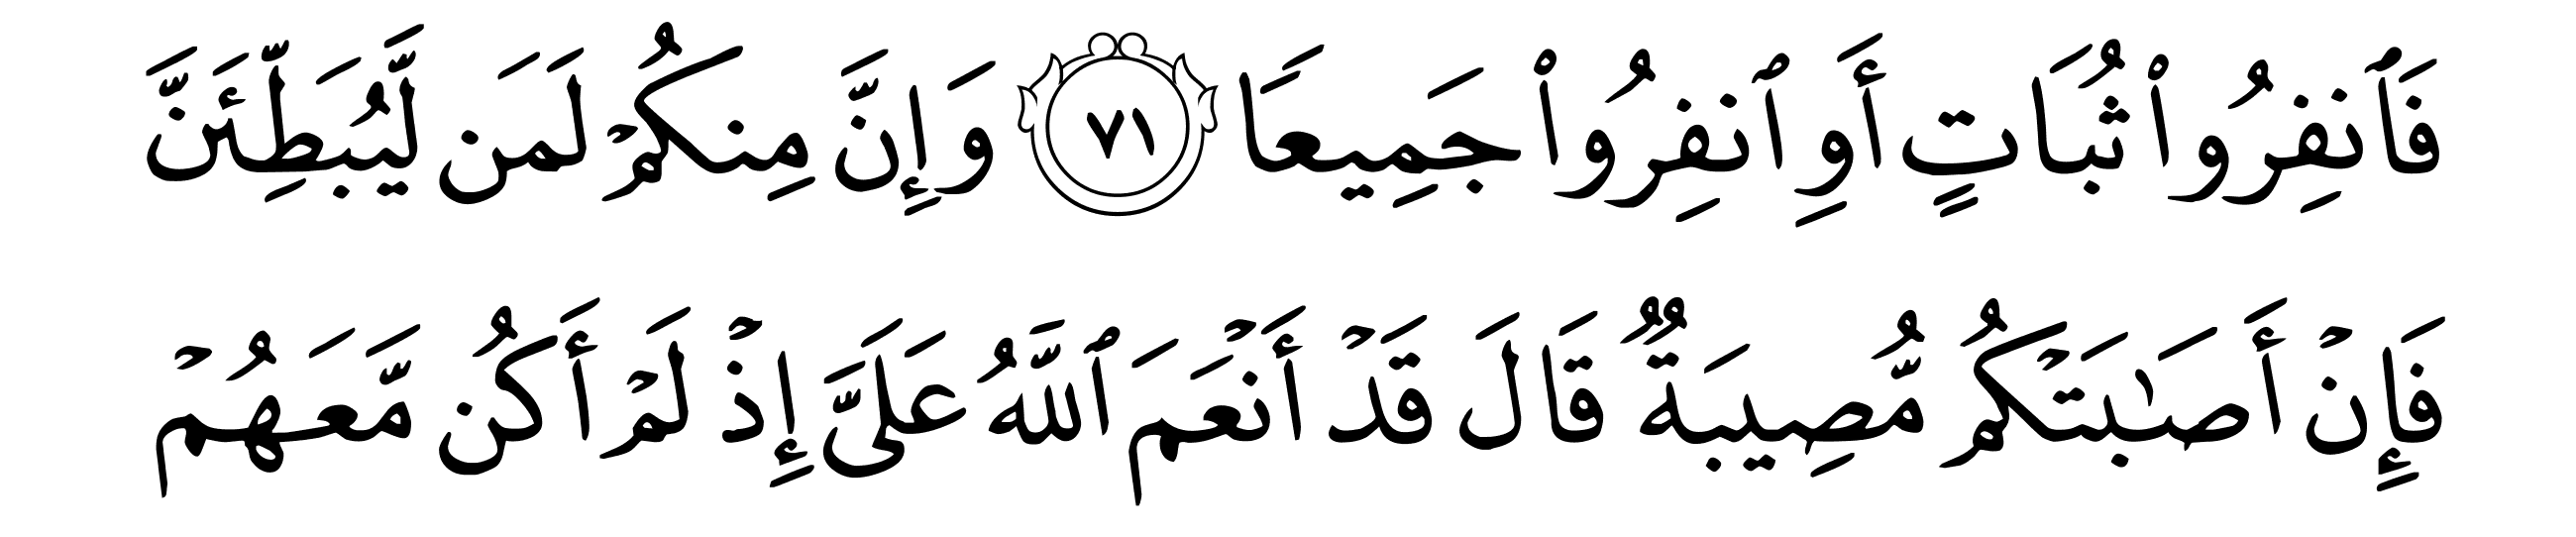 فَٱنفِرُوا۟ ثُبَاتٍ أَوِ ٱنفِرُوا۟ جَمِيعًا ٧١ وَإِنَّ مِنكُمْ لَمَن لَّيُبَطِّئَنَّ
فَإِنْ أَصَـٰبَتْكُم مُّصِيبَةٌ قَالَ قَدْ أَنْعَمَ ٱللَّهُ عَلَىَّ إِذْ لَمْ أَكُن مَّعَهُمْ